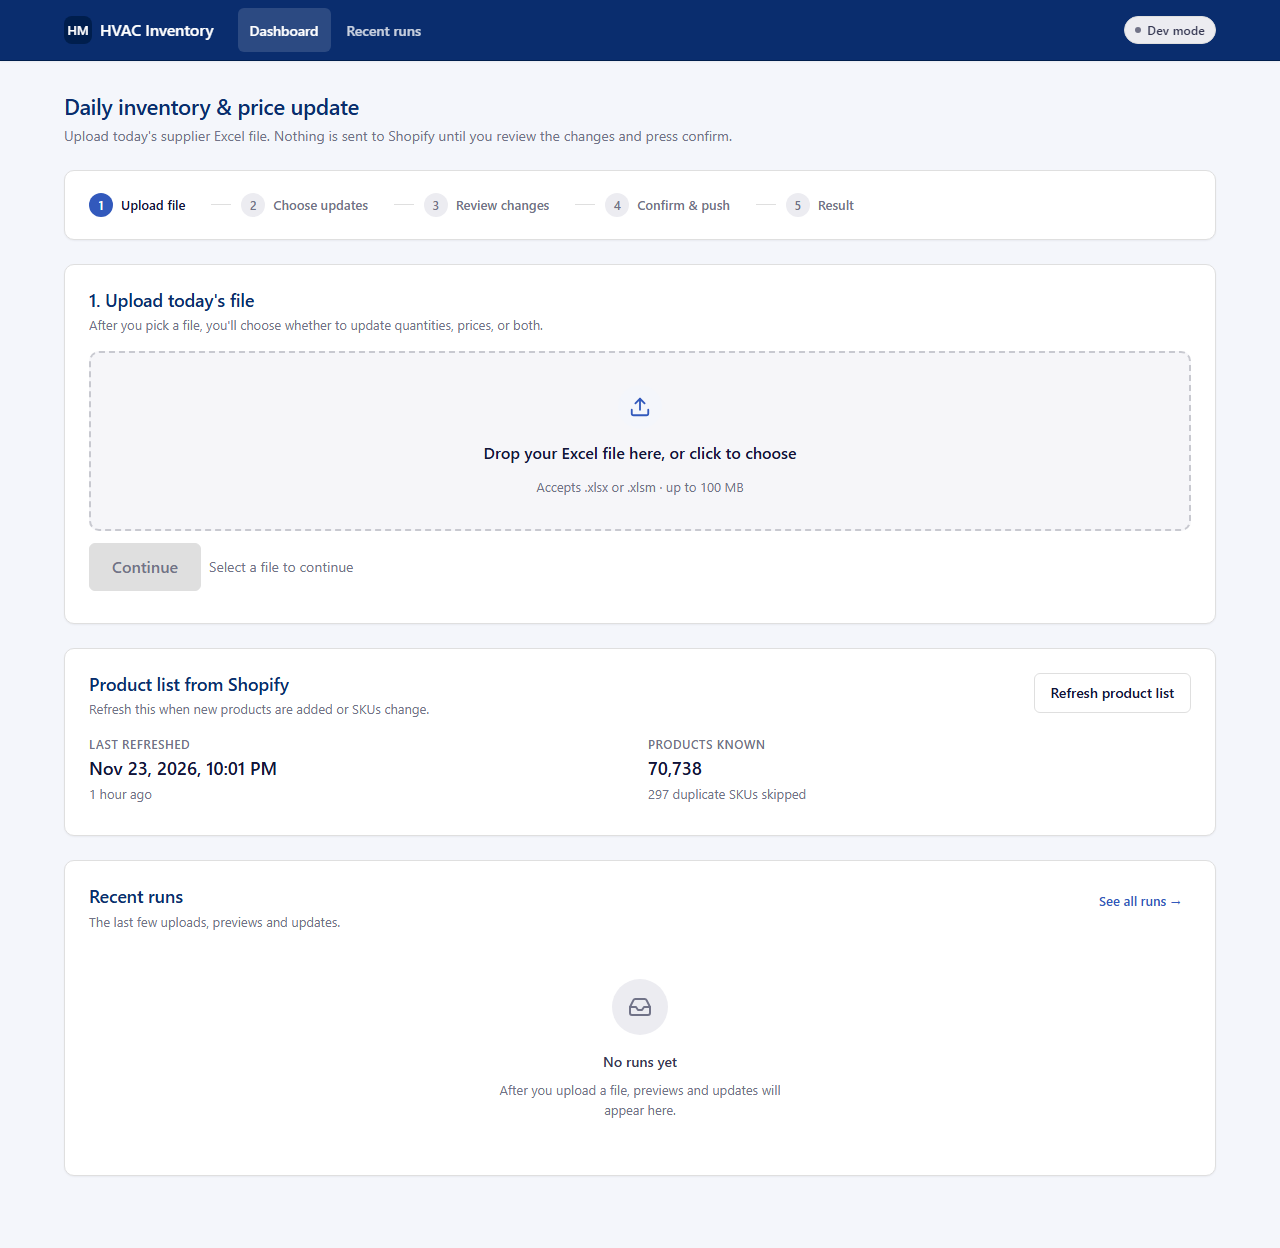 HM HVAC Inventory Dashboard Recent runs Dev mode
Daily inventory & price update
Upload today's supplier Excel file. Nothing is sent to Shopify until you review the changes and press confirm.
1 Upload file 2 Choose updates 3 Review changes 4 Confirm & push 5 Result
1. Upload today's file
After you pick a file, you'll choose whether to update quantities, prices, or both.
Drop your Excel file here, or click to choose
Accepts .xlsx or .xlsm · up to 100 MB
Continue Select a file to continue
Product list from Shopify
Refresh this when new products are added or SKUs change.
Refresh product list
LAST REFRESHED
Nov 23, 2026, 10:01 PM
1 hour ago
PRODUCTS KNOWN
70,738
297 duplicate SKUs skipped
Recent runs
The last few uploads, previews and updates.
See all runs →
No runs yet
After you upload a file, previews and updates will
appear here.